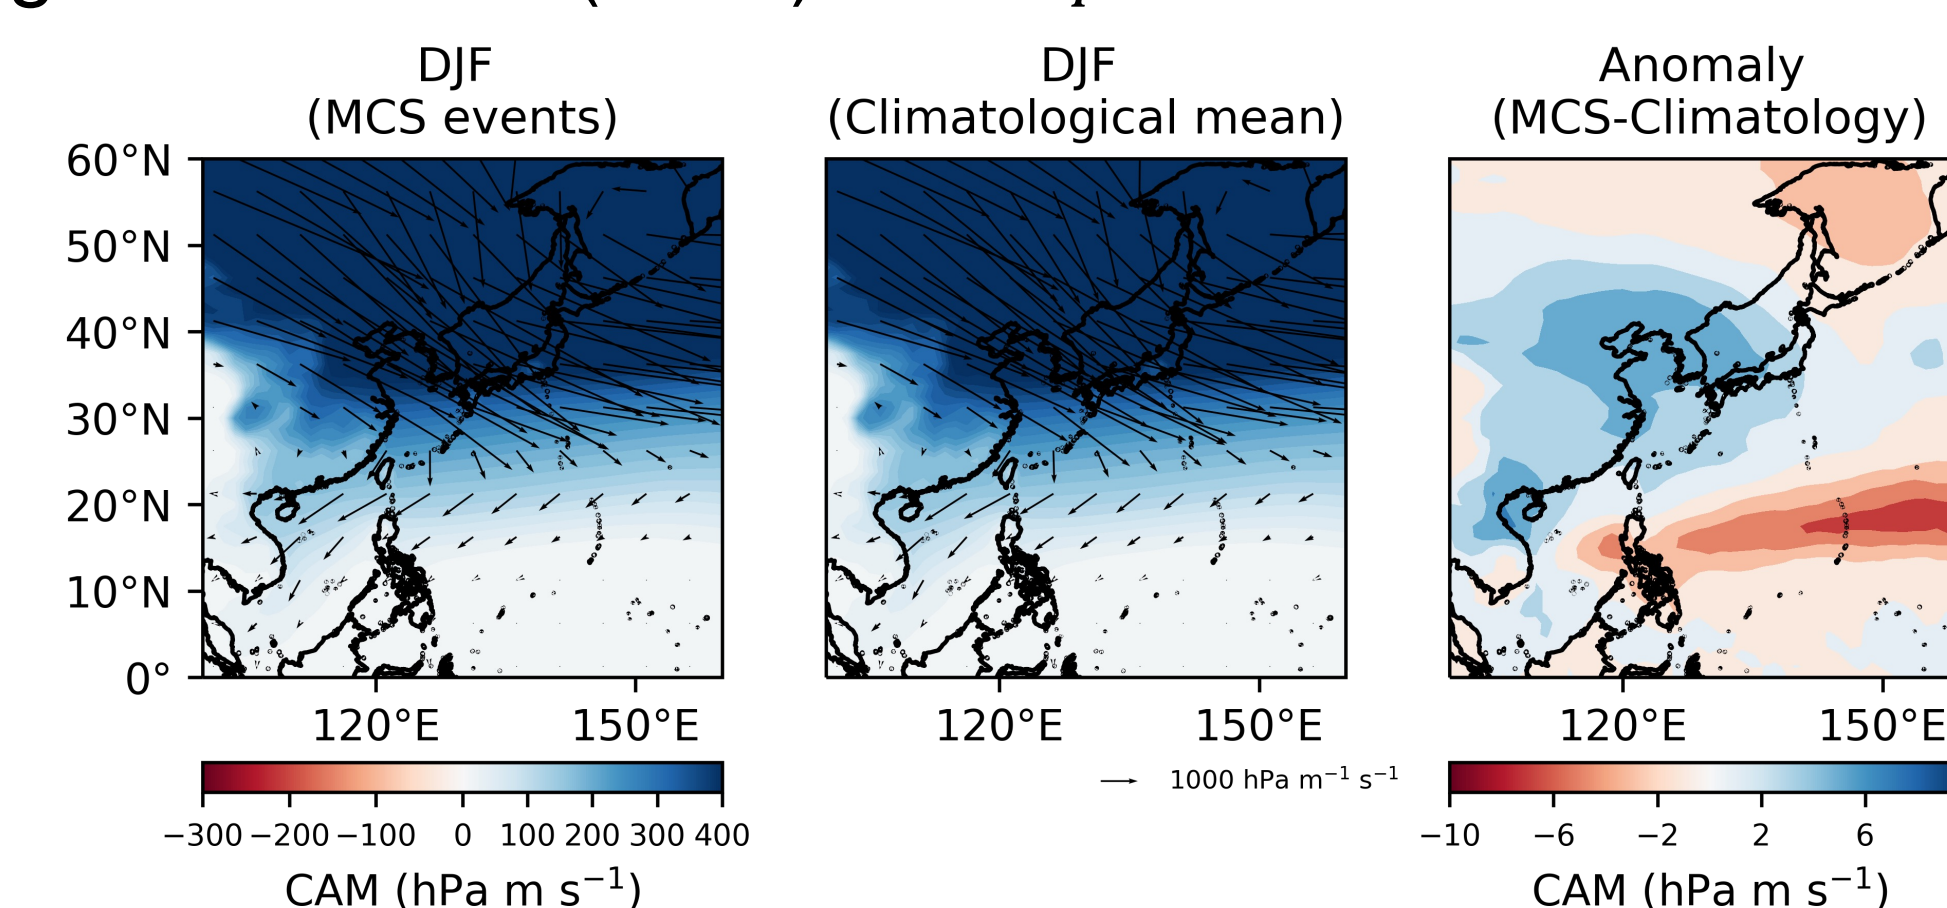 DJF
(MCS events)
DJF
(Climatological mean)
Anomaly
(MCS-Climatology)
60°N
50°N
40°N
30°N
20°N
10°N
0°
120°E 150°E
120°E 150°E
120°E 150°E
1000 hPa m⁻¹ s⁻¹
−300 −200 −100 0 100 200 300 400
−10 −6 −2 2 6
CAM (hPa m s⁻¹)
CAM (hPa m s⁻¹)